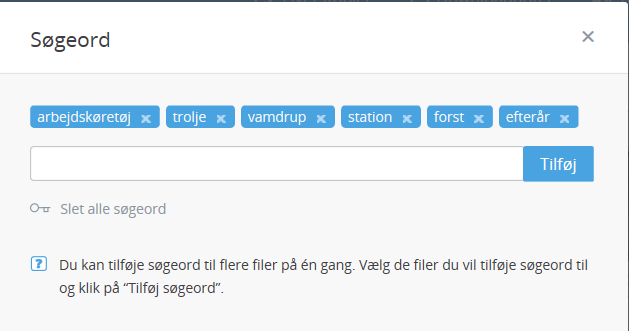 Søgeord
arbejdskøretøj trolje vamdrup station forst efterår
Tilføj
Slet alle søgeord
Du kan tilføje søgeord til flere filer på én gang. Vælg de filer du vil tilføje søgeord til
og klik på “Tilføj søgeord”.